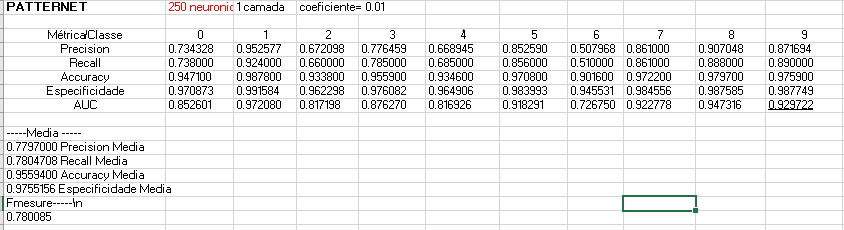 PATTERNET 250 neuronic 1 camada coeficiente= 0.01
Métrica/Classe 0 1 2 3 4 5 6 7 8 9
Precision 0.734328 0.952577 0.672098 0.776459 0.668945 0.852590 0.507968 0.861000 0.907048 0.871694
Recall 0.738000 0.924000 0.660000 0.785000 0.685000 0.856000 0.510000 0.861000 0.888000 0.890000
Accuracy 0.947100 0.987800 0.933800 0.955900 0.934600 0.970800 0.901600 0.972200 0.979700 0.975900
Especificidade 0.970873 0.991584 0.962298 0.976082 0.964906 0.983993 0.945531 0.984556 0.987585 0.987749
AUC 0.852601 0.972080 0.817198 0.876270 0.816926 0.918291 0.726750 0.922778 0.947316 0.929722
-----Media -----
0.7797000 Precision Media
0.7804708 Recall Media
0.9559400 Accuracy Media
0.9755156 Especificidade Media
Fmesure-----\n
0.780085